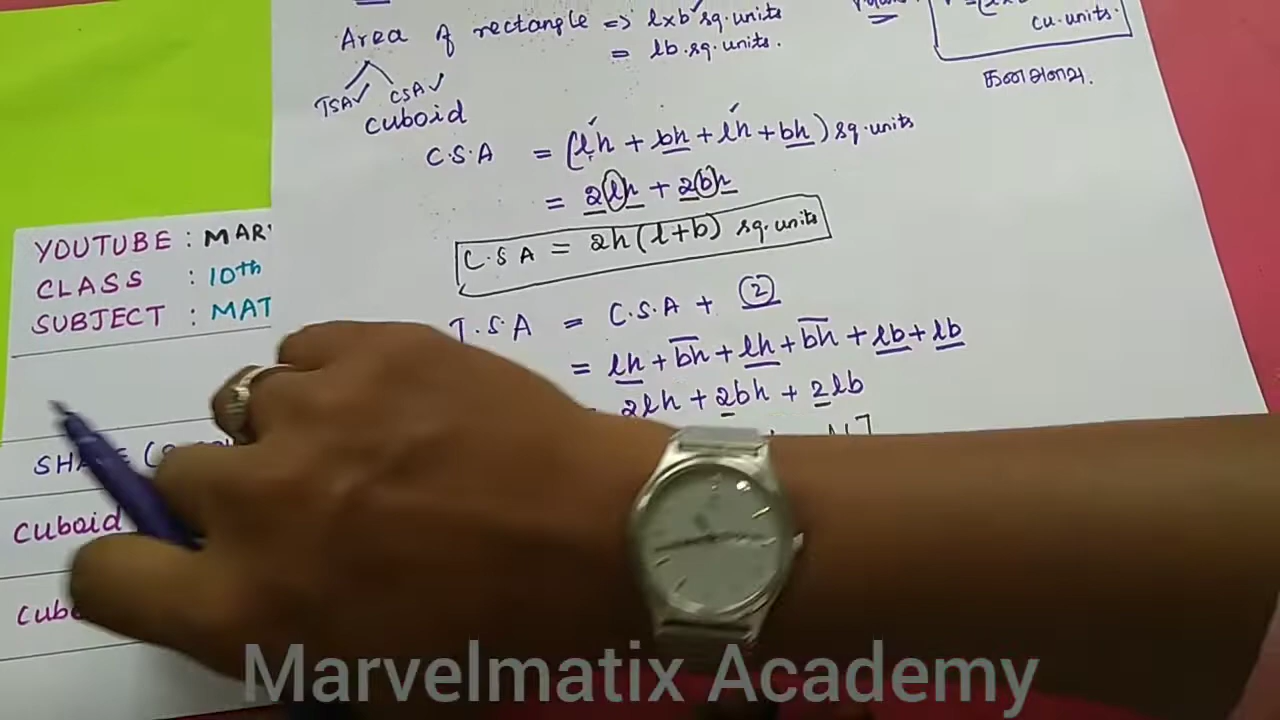 Area of rectangle => l×b sq.units
= lb.sq.units.
TSA✓ CSA✓
cuboid
C.S.A = (lh + bh + lh + bh) sq.units
= 2lh + 2bh
C.S.A = 2h(l+b) sq.units
T.S.A = C.S.A + 2
= lh + bh + lh + bh + lb + lb
2lh + 2bh + 2lb
cu.units.
கனஅளவு.
YOUTUBE : MAR
CLASS : 10th
SUBJECT : MAT
cuboid
Marvelmatix Academy